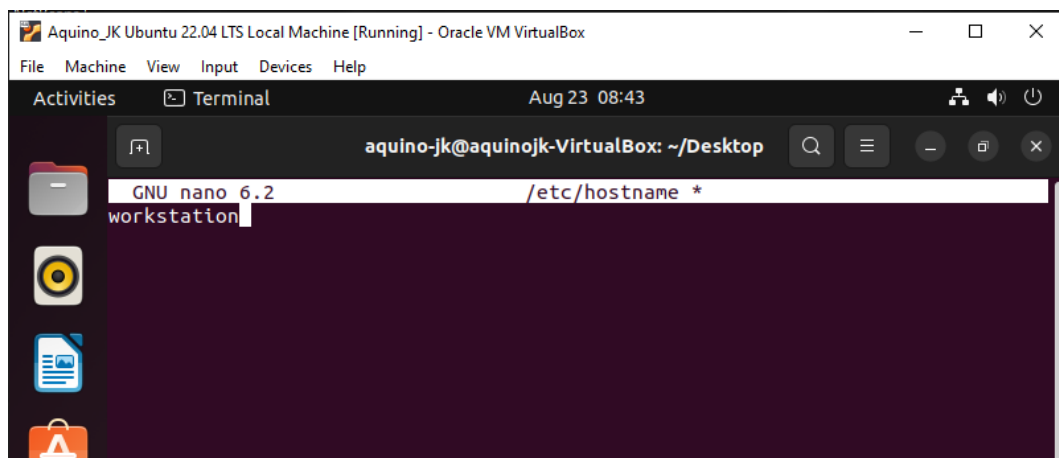 Aquino_JK Ubuntu 22.04 LTS Local Machine [Running] - Oracle VM VirtualBox
File Machine View Input Devices Help
Activities Terminal Aug 23 08:43
aquino-jk@aquinojk-VirtualBox: ~/Desktop
GNU nano 6.2 /etc/hostname *
workstation